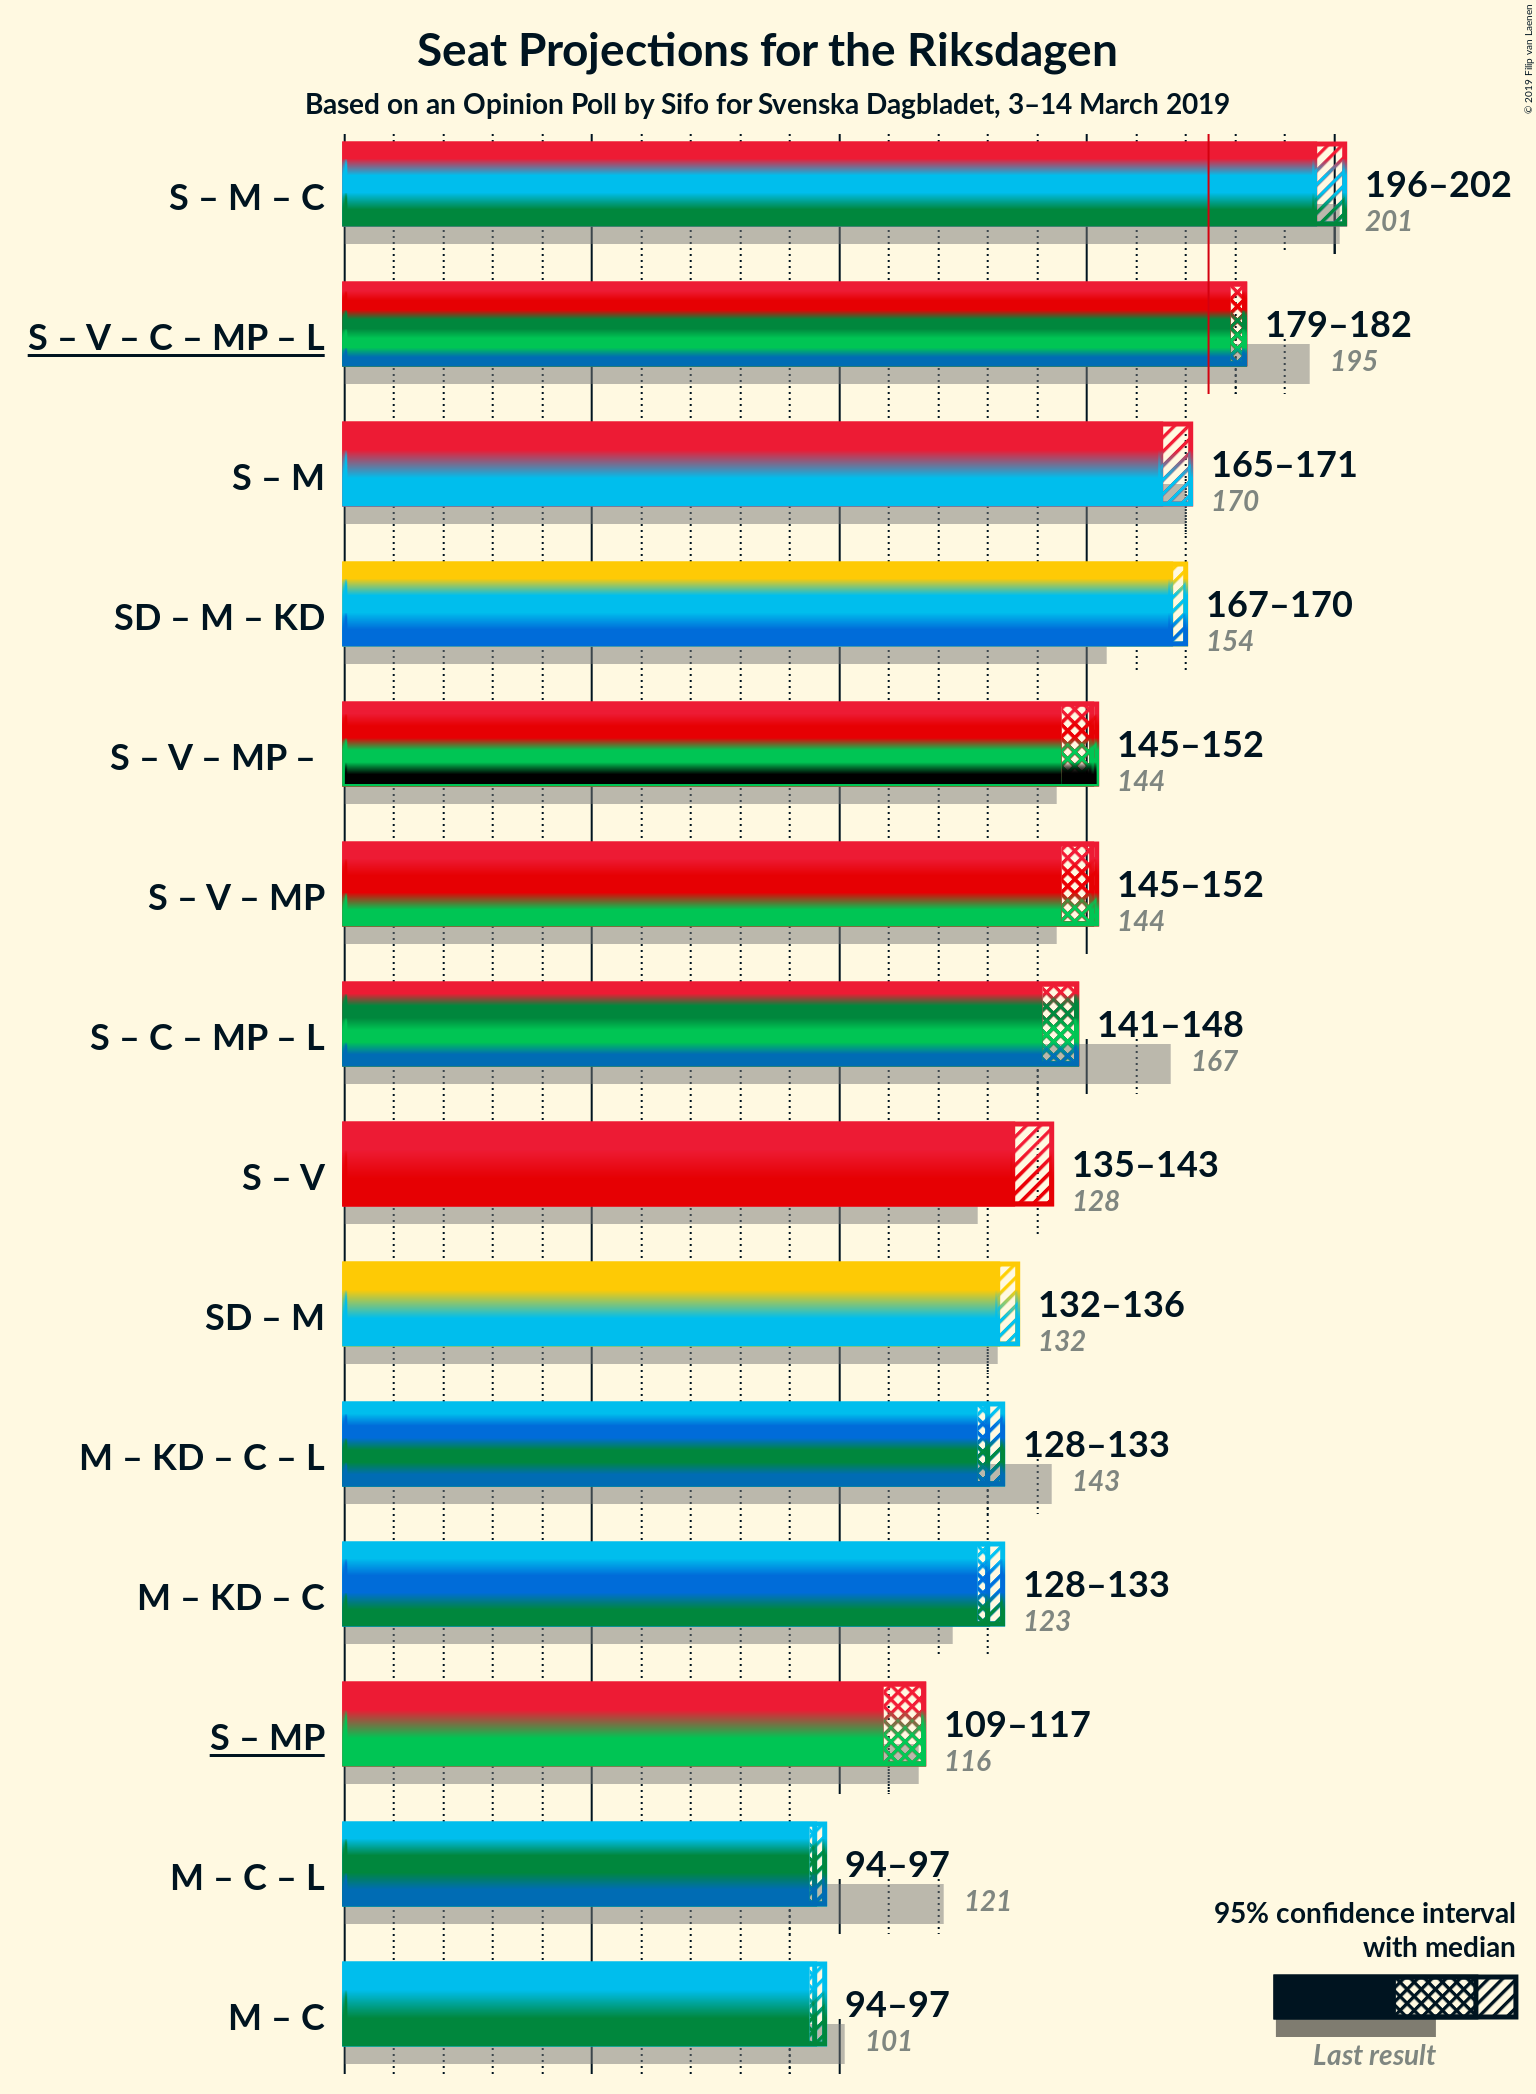 Seat Projections for the Riksdagen
Based on an Opinion Poll by Sifo for Svenska Dagbladet, 3–14 March 2019
© 2019 Filip van Laenen
S – M – C
196–202
201
S – V – C – MP – L
179–182
195
S – M
165–171
170
SD – M – KD
167–170
154
S – V – MP –
145–152
144
S – V – MP
145–152
144
S – C – MP – L
141–148
167
S – V
135–143
128
SD – M
132–136
132
M – KD – C – L
128–133
143
M – KD – C
128–133
123
S – MP
109–117
116
M – C – L
94–97
121
M – C
94–97
101
95% confidence interval
with median
Last result